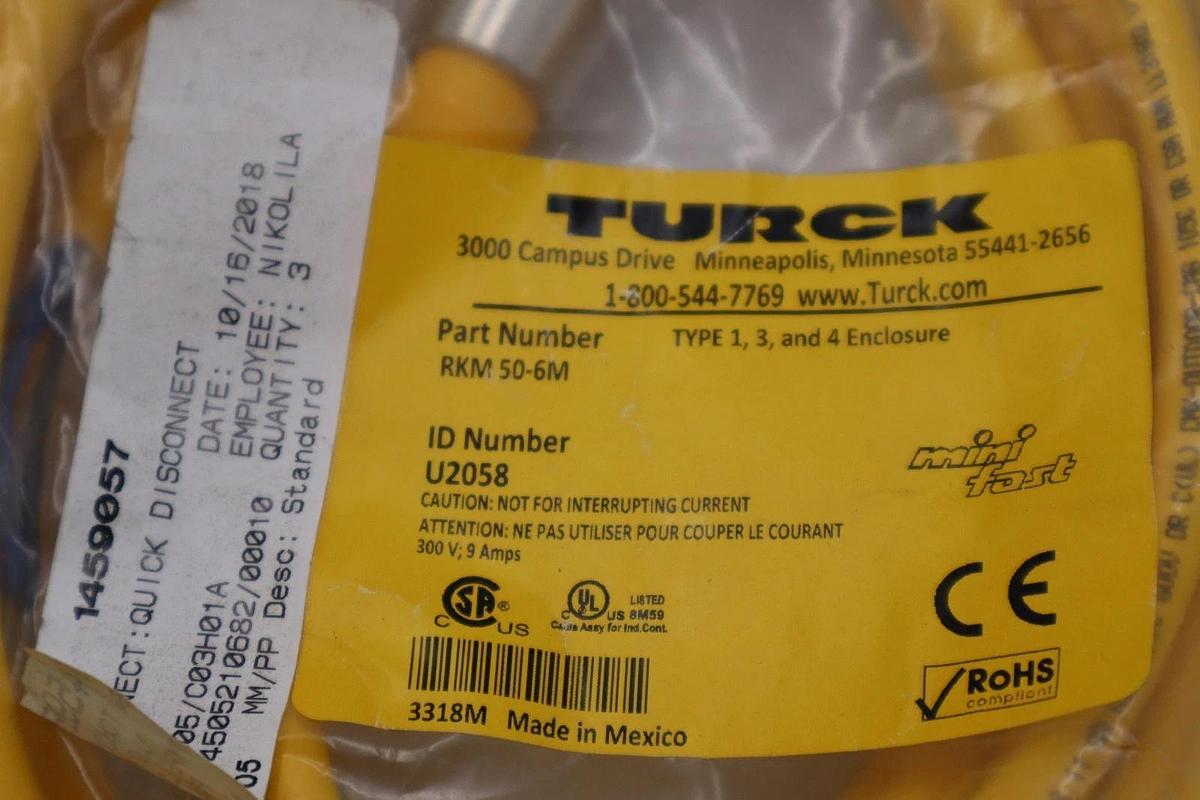 TURCK
3000 Campus Drive Minneapolis, Minnesota 55441-2656
1-800-544-7769 www.Turck.com
Part Number TYPE 1, 3, and 4 Enclosure
RKM 50-6M
ID Number
U2058
mini fast
CAUTION: NOT FOR INTERRUPTING CURRENT
ATTENTION: NE PAS UTILISER POUR COUPER LE COURANT
300 V; 9 Amps
C SA ® US
C UL US LISTED 8M59
Cable Assy for Ind.Cont.
CE
RoHS
compliant
3318M Made in Mexico
1459057
NECT:QUICK DISCONNECT
DATE: 10/16/2018
EMPLOYEE: NIKOLILA
05/C03H01A QUANTITY: 3
4505210682/00010
05 MM/PP Desc: Standard